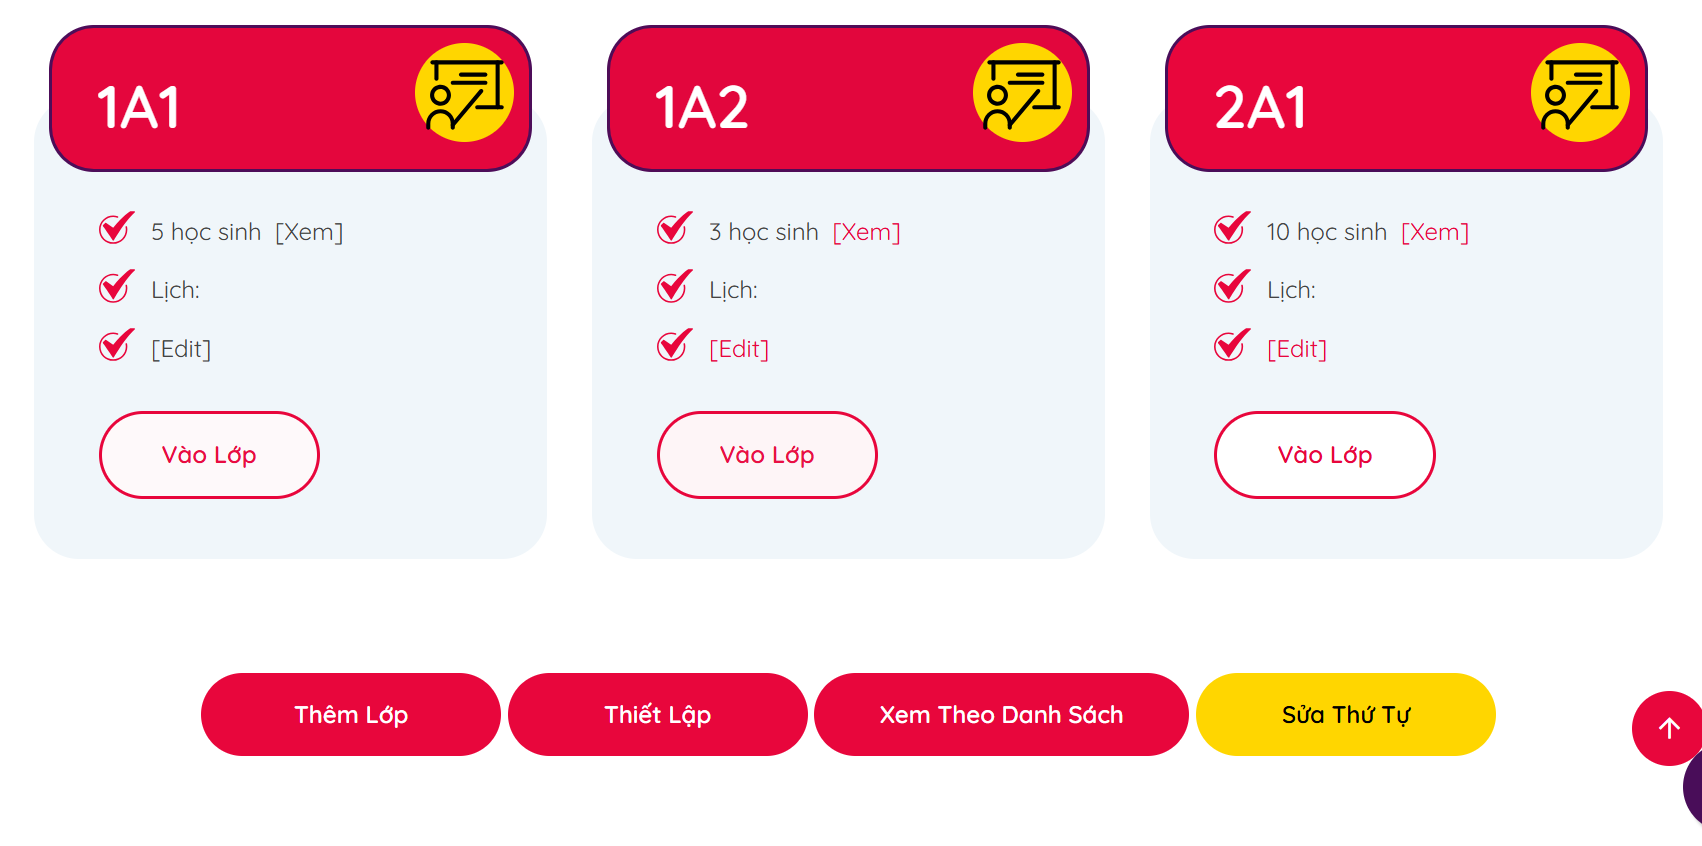 1A1
5 học sinh [Xem]
Lịch:
[Edit]
Vào Lớp
1A2
3 học sinh [Xem]
Lịch:
[Edit]
Vào Lớp
2A1
10 học sinh [Xem]
Lịch:
[Edit]
Vào Lớp
Thêm Lớp
Thiết Lập
Xem Theo Danh Sách
Sửa Thứ Tự